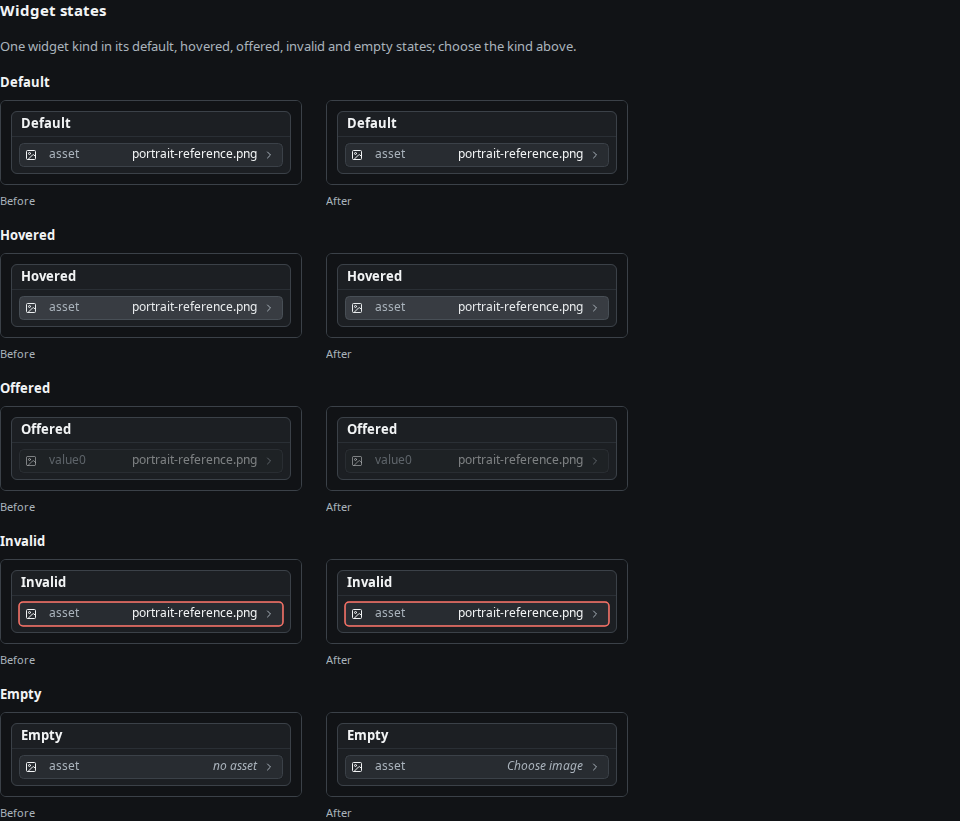 Widget states
One widget kind in its default, hovered, offered, invalid and empty states; choose the kind above.
Default
Default
asset portrait-reference.png
Default
asset portrait-reference.png
Before
After
Hovered
Hovered
asset portrait-reference.png
Hovered
asset portrait-reference.png
Before
After
Offered
Offered
value0 portrait-reference.png
Offered
value0 portrait-reference.png
Before
After
Invalid
Invalid
asset portrait-reference.png
Invalid
asset portrait-reference.png
Before
After
Empty
Empty
asset no asset
Empty
asset Choose image
Before
After